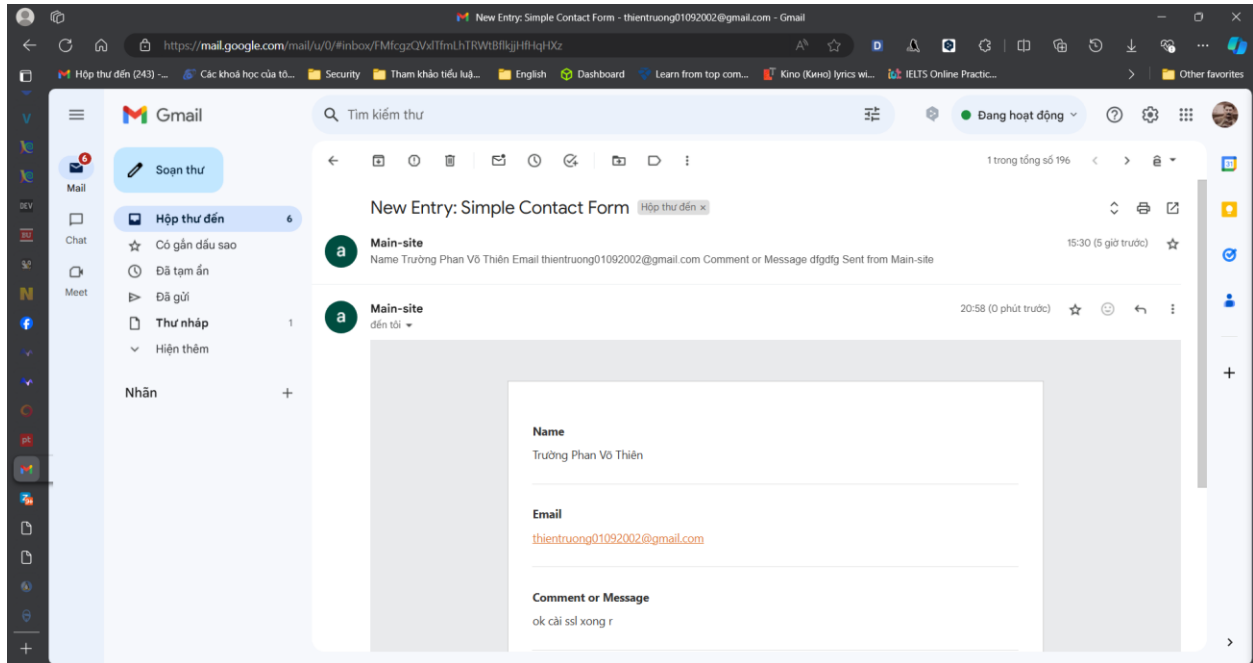 New Entry: Simple Contact Form - thientruong01092002@gmail.com - Gmail
https://mail.google.com/mail/u/0/#inbox/FMfcgzQVxlTfmLhTRWtBflkjjHfHqHXz
Hộp thư đến (243) -... Các khoá học của tô... Security Tham khảo tiểu luậ... English Dashboard Learn from top com... Kino (Кино) lyrics wi... IELTS Online Practic... Other favorites
Gmail
Tìm kiếm thư
Đang hoạt động
6
Mail
Chat
Meet
Soạn thư
Hộp thư đến 6
Có gắn dấu sao
Đã tạm ẩn
Đã gửi
Thư nháp 1
Hiện thêm
Nhãn
1 trong tổng số 196
31
New Entry: Simple Contact Form Hộp thư đến ×
a
Main-site 15:30 (5 giờ trước)
Name Trường Phan Võ Thiên Email thientruong01092002@gmail.com Comment or Message dfgdfg Sent from Main-site
a
Main-site 20:58 (0 phút trước)
đến tôi
Name
Trường Phan Võ Thiên
Email
thientruong01092002@gmail.com
Comment or Message
ok cài ssl xong r